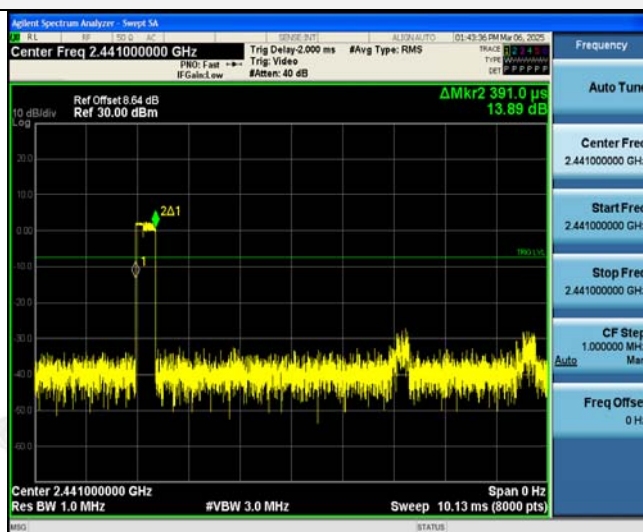 Agilent Spectrum Analyzer - Swept SA
RL RF 50 Ω AC SENSE:INT ALIGN AUTO 01:43:36 PM Mar 06, 2025
Center Freq 2.441000000 GHz
PNO: Fast
IFGain:Low
Trig Delay-2.000 ms
Trig: Video
#Atten: 40 dB
#Avg Type: RMS
TRACE 1 2 3 4 5 6
TYPE
DET P P P P P P
Ref Offset 8.64 dB
Ref 30.00 dBm
10 dB/div
Log
ΔMkr2 391.0 µs
13.89 dB
20.0
10.0
2Δ1
0.00
TRIG LVL
1
-10.0
-20.0
-30.0
-40.0
-50.0
-60.0
Center 2.441000000 GHz
Res BW 1.0 MHz
#VBW 3.0 MHz
Span 0 Hz
Sweep 10.13 ms (8000 pts)
MSG STATUS
Frequency
Auto Tune
Center Freq
2.441000000 GHz
Start Freq
2.441000000 GHz
Stop Freq
2.441000000 GHz
CF Step
1.000000 MHz
Auto Man
Freq Offset
0 Hz